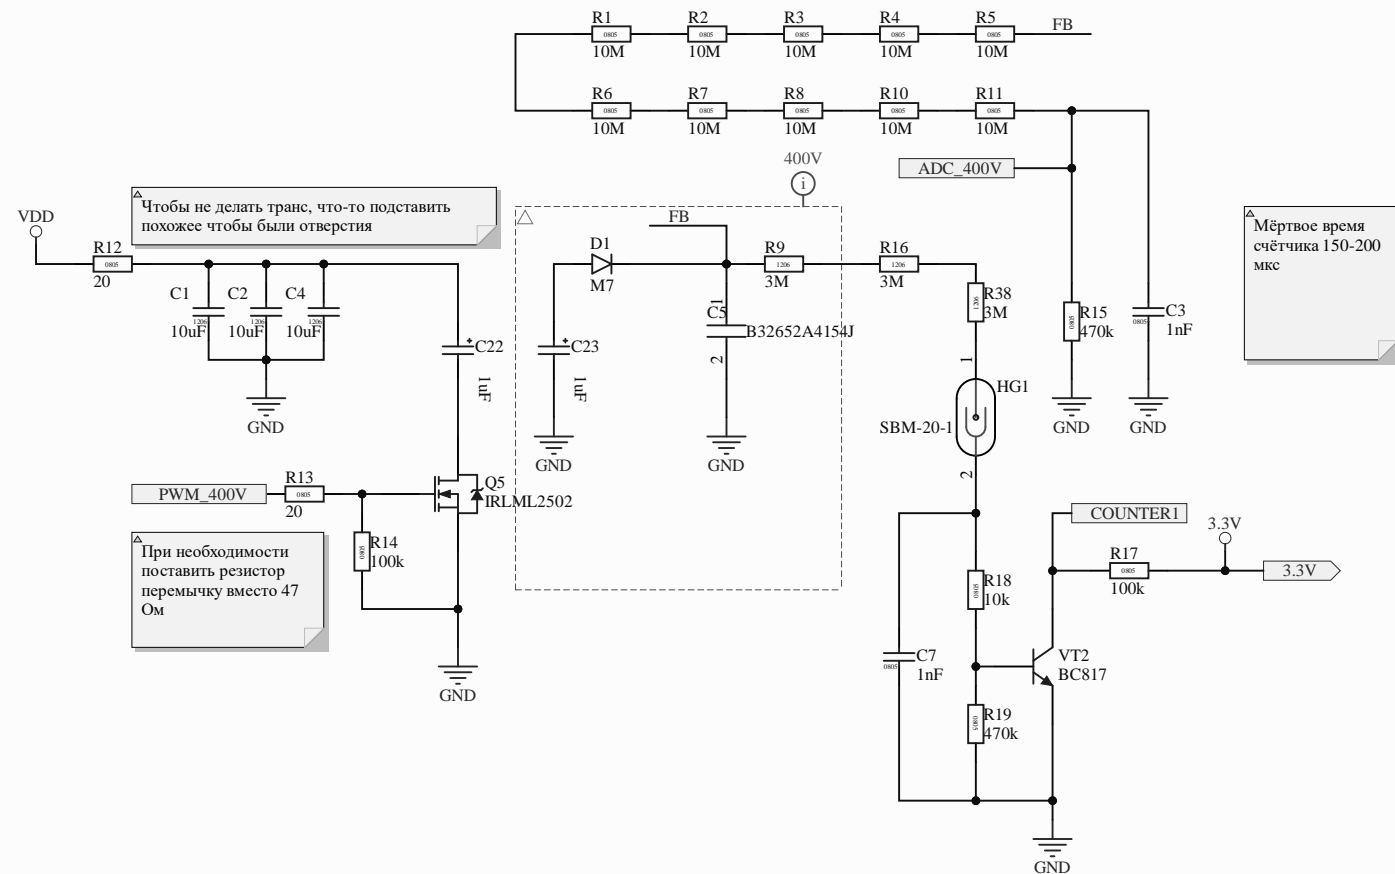 R1 R2 R3 R4 R5 FB
0805 0805 0805 0805 0805
10M 10M 10M 10M 10M
R6 R7 R8 R10 R11
0805 0805 0805 0805 0805
10M 10M 10M 10M 10M
400V
i
ADC_400V
Чтобы не делать транс, что-то подставить
похожее чтобы были отверстия
VDD
R12
0805
20
C1 C2 C4
1206 1206 1206
10uF 10uF 10uF
GND
C22
1uF
FB
D1
M7
R9
1206
3M
R16
1206
3M
R38
1206
3M
C5
1
B32652A4154J
2
C23
1uF
GND
GND
R15
0805
470k
GND
C3
0805
1nF
GND
Мёртвое время
счётчика 150-200
мкс
1
HG1
SBM-20-1
2
PWM_400V
R13
0805
20
Q5
IRLML2502
R14
0805
100k
GND
При необходимости
поставить резистор
перемычку вместо 47
Ом
COUNTER1
3.3V
R17
0805
100k
3.3V
R18
0805
10k
C7
0805
1nF
VT2
BC817
R19
0805
470k
GND